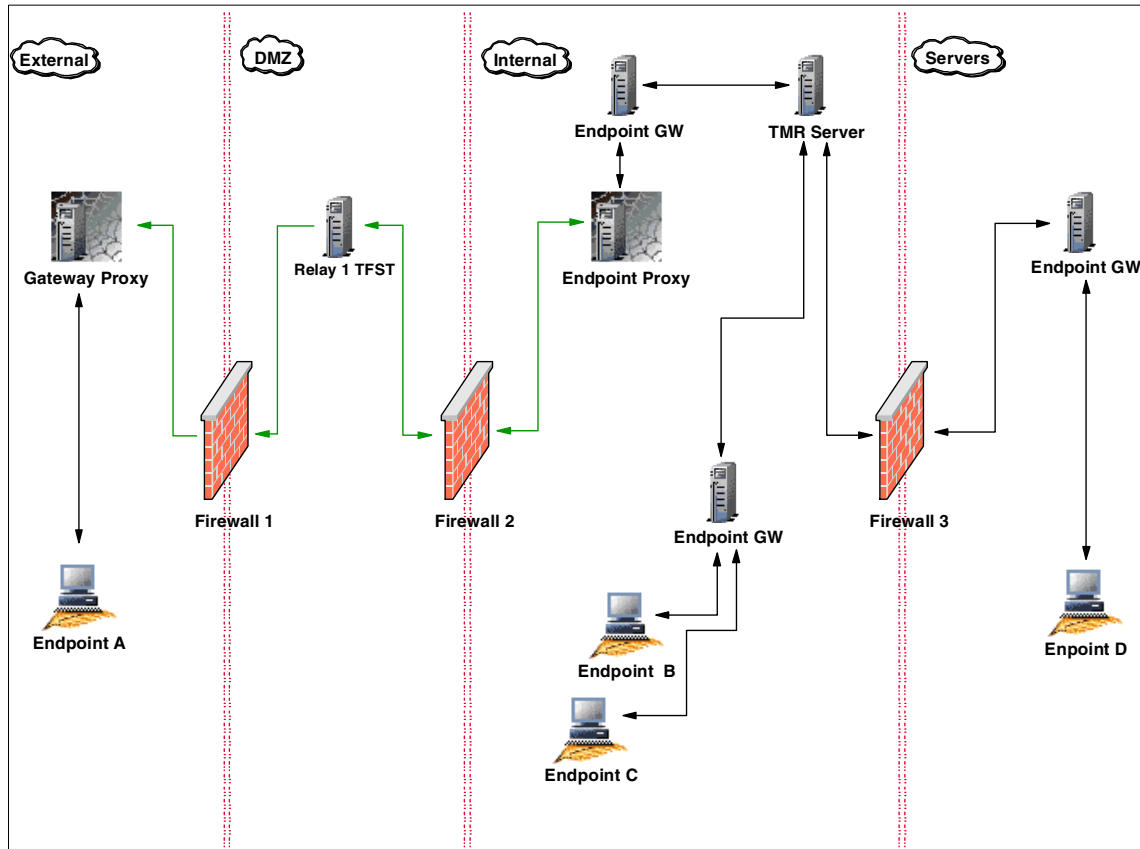 External
DMZ
Internal
Servers
Endpoint GW
TMR Server
Gateway Proxy
Relay 1 TFST
Endpoint Proxy
Endpoint GW
Firewall 1
Firewall 2
Endpoint GW
Firewall 3
Endpoint A
Endpoint B
Enpoint D
Endpoint C